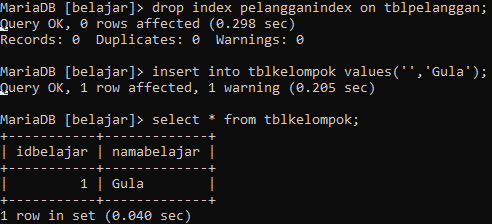 MariaDB [belajar]> drop index pelangganindex on tblpelanggan;
Query OK, 0 rows affected (0.298 sec)
Records: 0  Duplicates: 0  Warnings: 0

MariaDB [belajar]> insert into tblkelompok values('','Gula');
Query OK, 1 row affected, 1 warning (0.205 sec)

MariaDB [belajar]> select * from tblkelompok;
+-----------+-------------+
| idbelajar | namabelajar |
+-----------+-------------+
|         1 | Gula        |
+-----------+-------------+
1 row in set (0.040 sec)